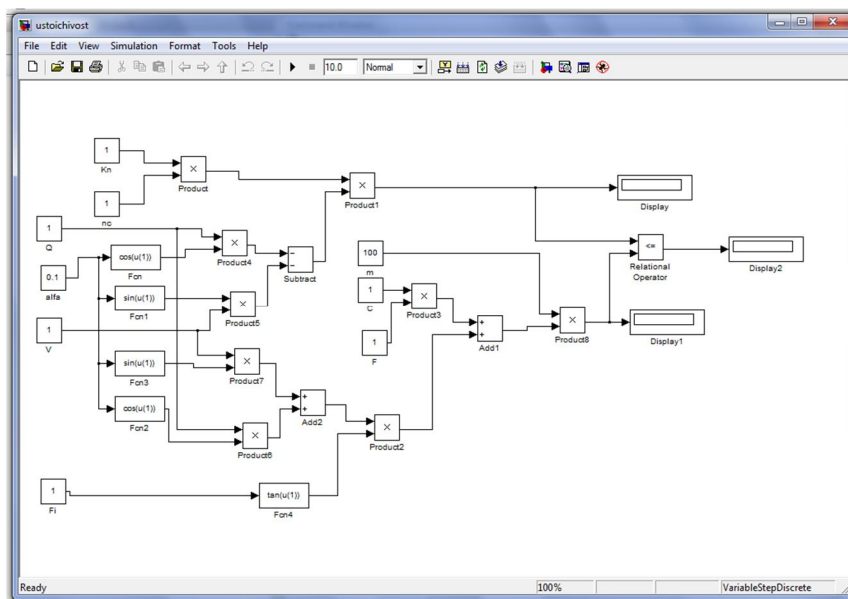 ustoichivost
File Edit View Simulation Format Tools Help
10.0 Normal
1
Kn
×
Product
1
nc
×
Product1
Display
1
Q
×
Product4
− −
Subtract
<=
Relational
Operator
Display2
0.1
alfa
cos(u(1))
Fcn
100
m
sin(u(1))
Fcn1
×
Product5
1
C
×
Product3
×
Product8
Display1
1
V
+ +
Add1
1
F
sin(u(1))
Fcn3
×
Product7
cos(u(1))
Fcn2
+ +
Add2
×
Product6
×
Product2
1
Fi
tan(u(1))
Fcn4
Ready 100% VariableStepDiscrete